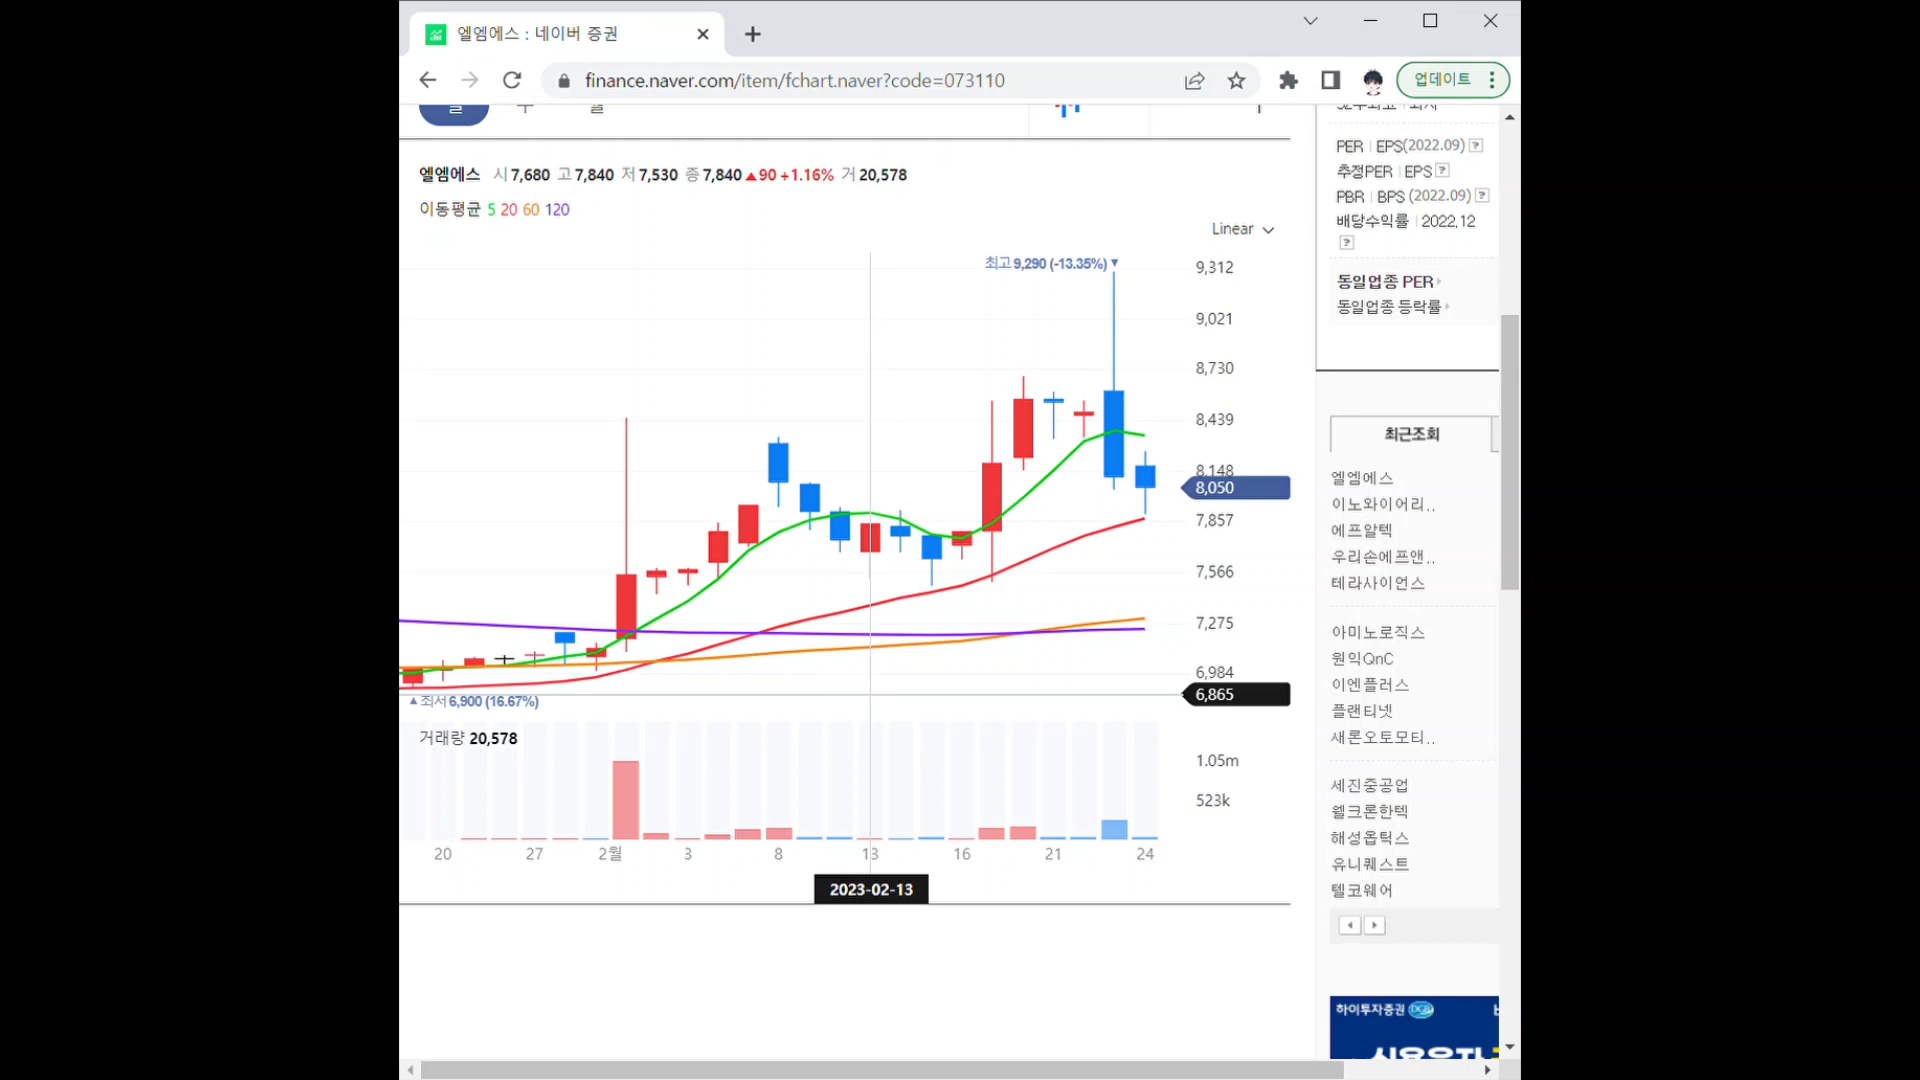 엘엠에스 : 네이버 증권
finance.naver.com/item/fchart.naver?code=073110
업데이트
엘엠에스 시 7,680 고 7,840 저 7,530 종 7,840 ▲90 +1.16% 거 20,578
이동평균 5 20 60 120
Linear
최고 9,290 (-13.35%) ▼
9,312
9,021
8,730
8,439
8,148
8,050
7,857
7,566
7,275
6,984
6,865
▲최저 6,900 (16.67%)
거래량 20,578
1.05m
523k
20 27 2월 3 8 13 16 21 24
2023-02-13
PER | EPS(2022.09) ?
추정PER | EPS ?
PBR | BPS (2022.09) ?
배당수익률 | 2022.12
?
동일업종 PER
동일업종 등락률
최근조회
엘엠에스
이노와이어리..
에프알텍
우리손에프앤..
테라사이언스
아미노로직스
원익QnC
이엔플러스
플랜티넷
새론오토모티..
세진중공업
웰크론한텍
해성옵틱스
유니퀘스트
텔코웨어
하이투자증권 DGB